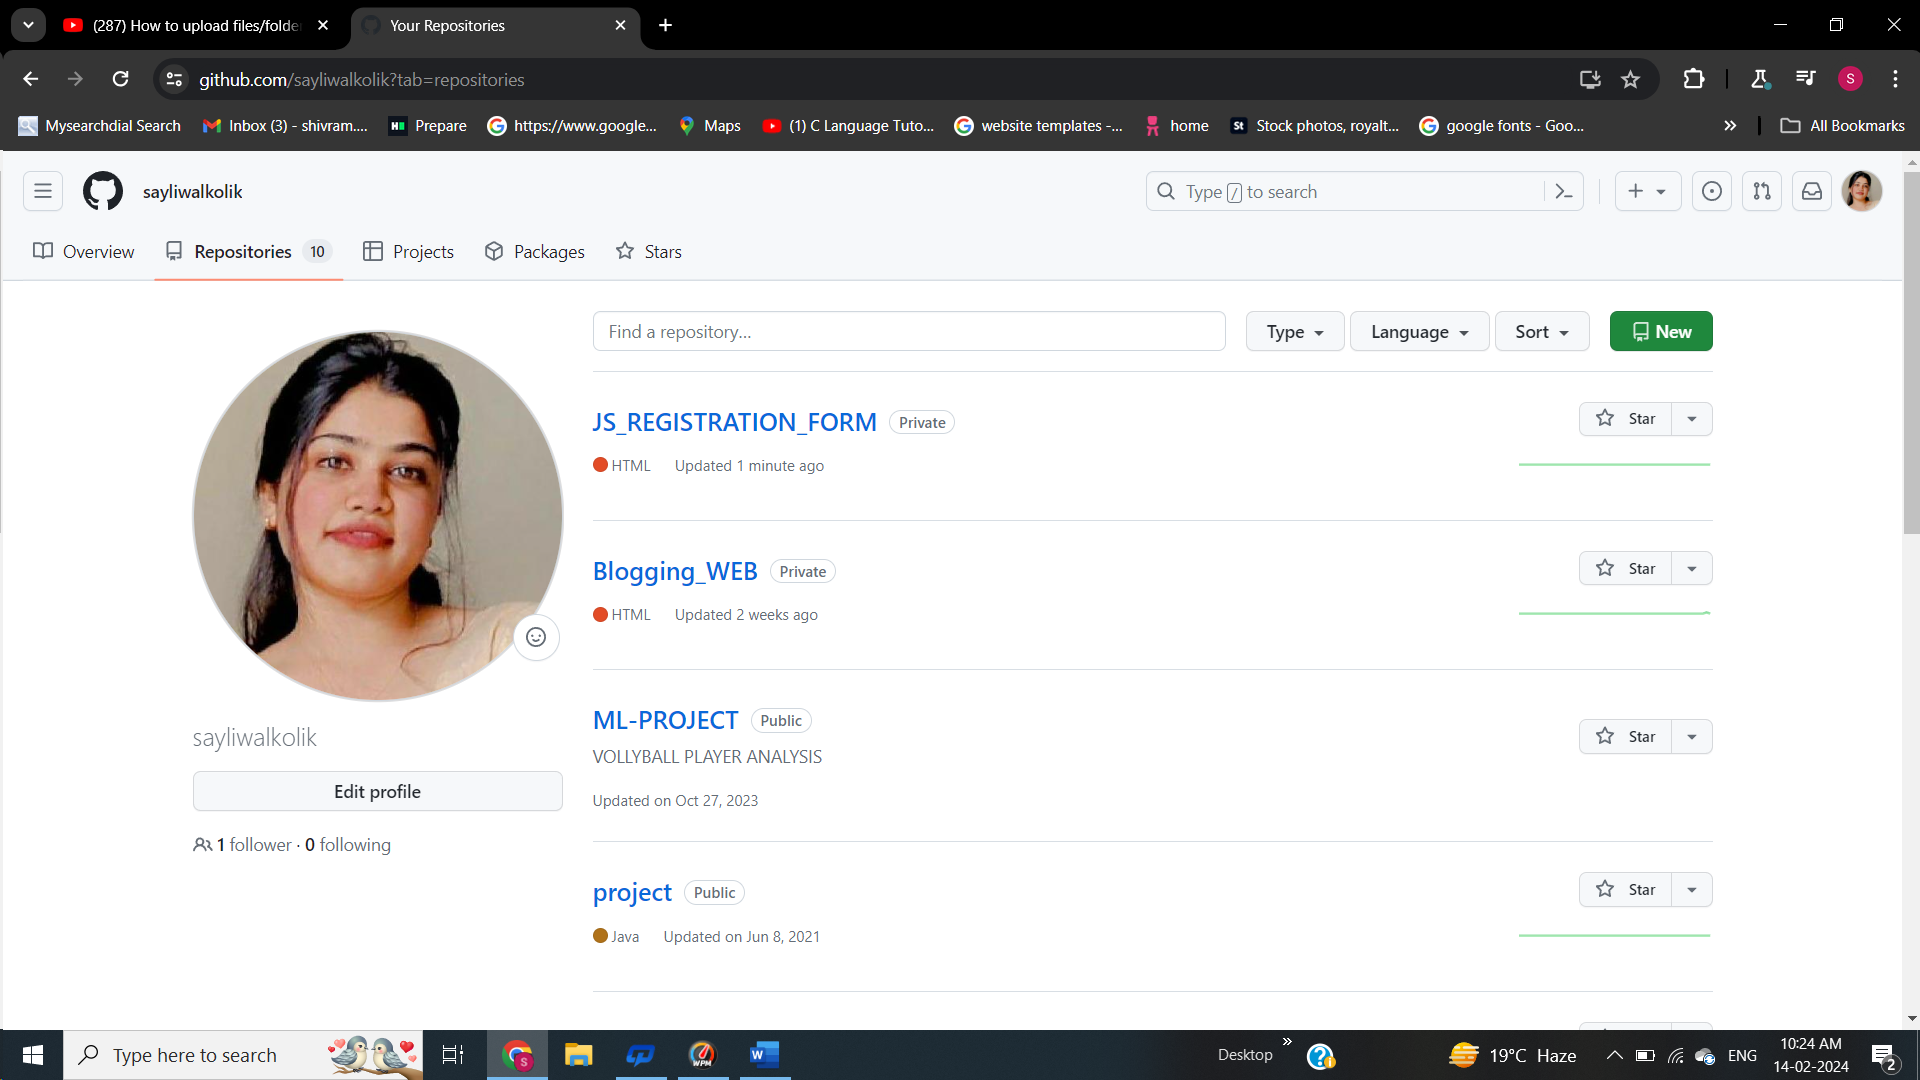 (287) How to upload files/folde
Your Repositories
github.com/sayliwalkolik?tab=repositories
S
Mysearchdial Search
Inbox (3) - shivram....
Prepare
https://www.google...
Maps
(1) C Language Tuto...
website templates -...
home
St
Stock photos, royalt...
google fonts - Goo...
All Bookmarks
sayliwalkolik
Type / to search
Overview
Repositories 10
Projects
Packages
Stars
Find a repository...
Type
Language
Sort
New
JS_REGISTRATION_FORM Private
Star
HTML Updated 1 minute ago
Blogging_WEB Private
Star
HTML Updated 2 weeks ago
ML-PROJECT Public
Star
VOLLYBALL PLAYER ANALYSIS
Updated on Oct 27, 2023
project Public
Star
Java Updated on Jun 8, 2021
sayliwalkolik
Edit profile
1 follower · 0 following
Type here to search
S
WPM
W
Desktop
19°C Haze
ENG
10:24 AM
14-02-2024
2